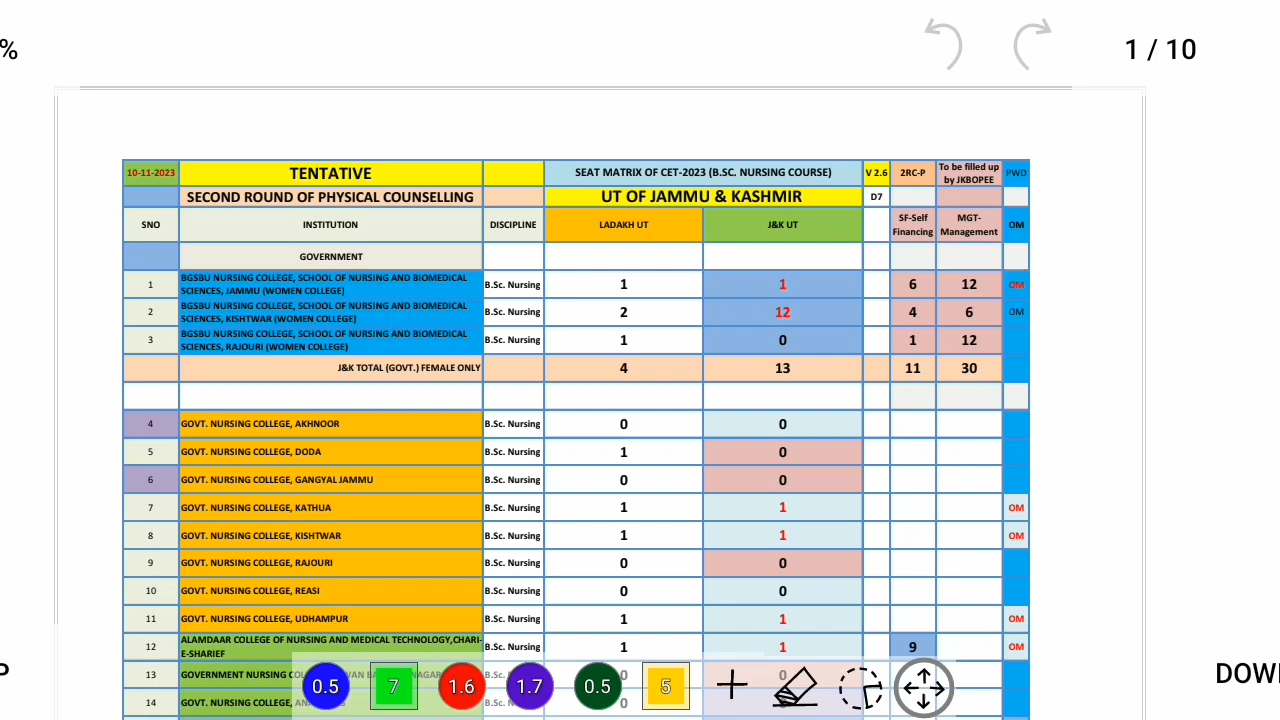 %
1 / 10
10-11-2023 TENTATIVE SEAT MATRIX OF CET-2023 (B.SC. NURSING COURSE) V 2.6 2RC-P To be filled up by JKBOPEE PWD
SECOND ROUND OF PHYSICAL COUNSELLING UT OF JAMMU & KASHMIR D7
SNO INSTITUTION DISCIPLINE LADAKH UT J&K UT SF-Self Financing MGT-Management OM
GOVERNMENT
1 BGSBU NURSING COLLEGE, SCHOOL OF NURSING AND BIOMEDICAL SCIENCES, JAMMU (WOMEN COLLEGE) B.Sc. Nursing 1 1 6 12 OM
2 BGSBU NURSING COLLEGE, SCHOOL OF NURSING AND BIOMEDICAL SCIENCES, KISHTWAR (WOMEN COLLEGE) B.Sc. Nursing 2 12 4 6 OM
3 BGSBU NURSING COLLEGE, SCHOOL OF NURSING AND BIOMEDICAL SCIENCES, RAJOURI (WOMEN COLLEGE) B.Sc. Nursing 1 0 1 12
J&K TOTAL (GOVT.) FEMALE ONLY 4 13 11 30
4 GOVT. NURSING COLLEGE, AKHNOOR B.Sc. Nursing 0 0
5 GOVT. NURSING COLLEGE, DODA B.Sc. Nursing 1 0
6 GOVT. NURSING COLLEGE, GANGYAL JAMMU B.Sc. Nursing 0 0
7 GOVT. NURSING COLLEGE, KATHUA B.Sc. Nursing 1 1 OM
8 GOVT. NURSING COLLEGE, KISHTWAR B.Sc. Nursing 1 1 OM
9 GOVT. NURSING COLLEGE, RAJOURI B.Sc. Nursing 0 0
10 GOVT. NURSING COLLEGE, REASI B.Sc. Nursing 0 0
11 GOVT. NURSING COLLEGE, UDHAMPUR B.Sc. Nursing 1 1 OM
12 ALAMDAAR COLLEGE OF NURSING AND MEDICAL TECHNOLOGY,CHARI-E-SHARIEF B.Sc. Nursing 1 1 9 OM
13 GOVERNMENT NURSING 0 0
14 GOVT. NURSING COLLEGE, 0
0.5 7 1.6 1.7 0.5 5
P
DOW